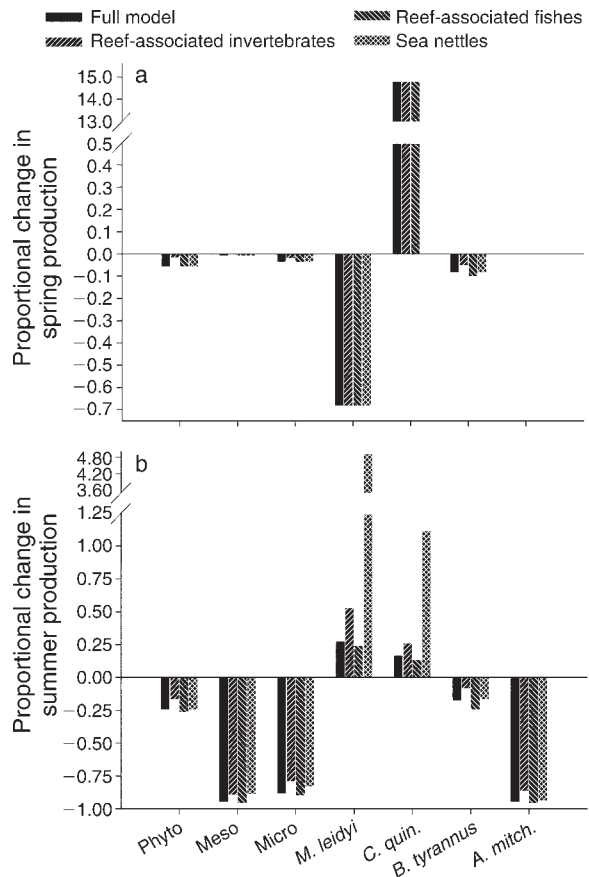 Full model
Reef-associated fishes
Reef-associated invertebrates
Sea nettles
a
Proportional change in
spring production
15.0
14.0
13.0
0.5
0.4
0.3
0.2
0.1
0.0
−0.1
−0.2
−0.3
−0.4
−0.5
−0.6
−0.7
b
Proportional change in
summer production
4.80
4.20
3.60
1.25
1.00
0.75
0.50
0.25
0.00
−0.25
−0.50
−0.75
−1.00
Phyto
Meso
Micro
M. leidyi
C. quin.
B. tyrannus
A. mitch.